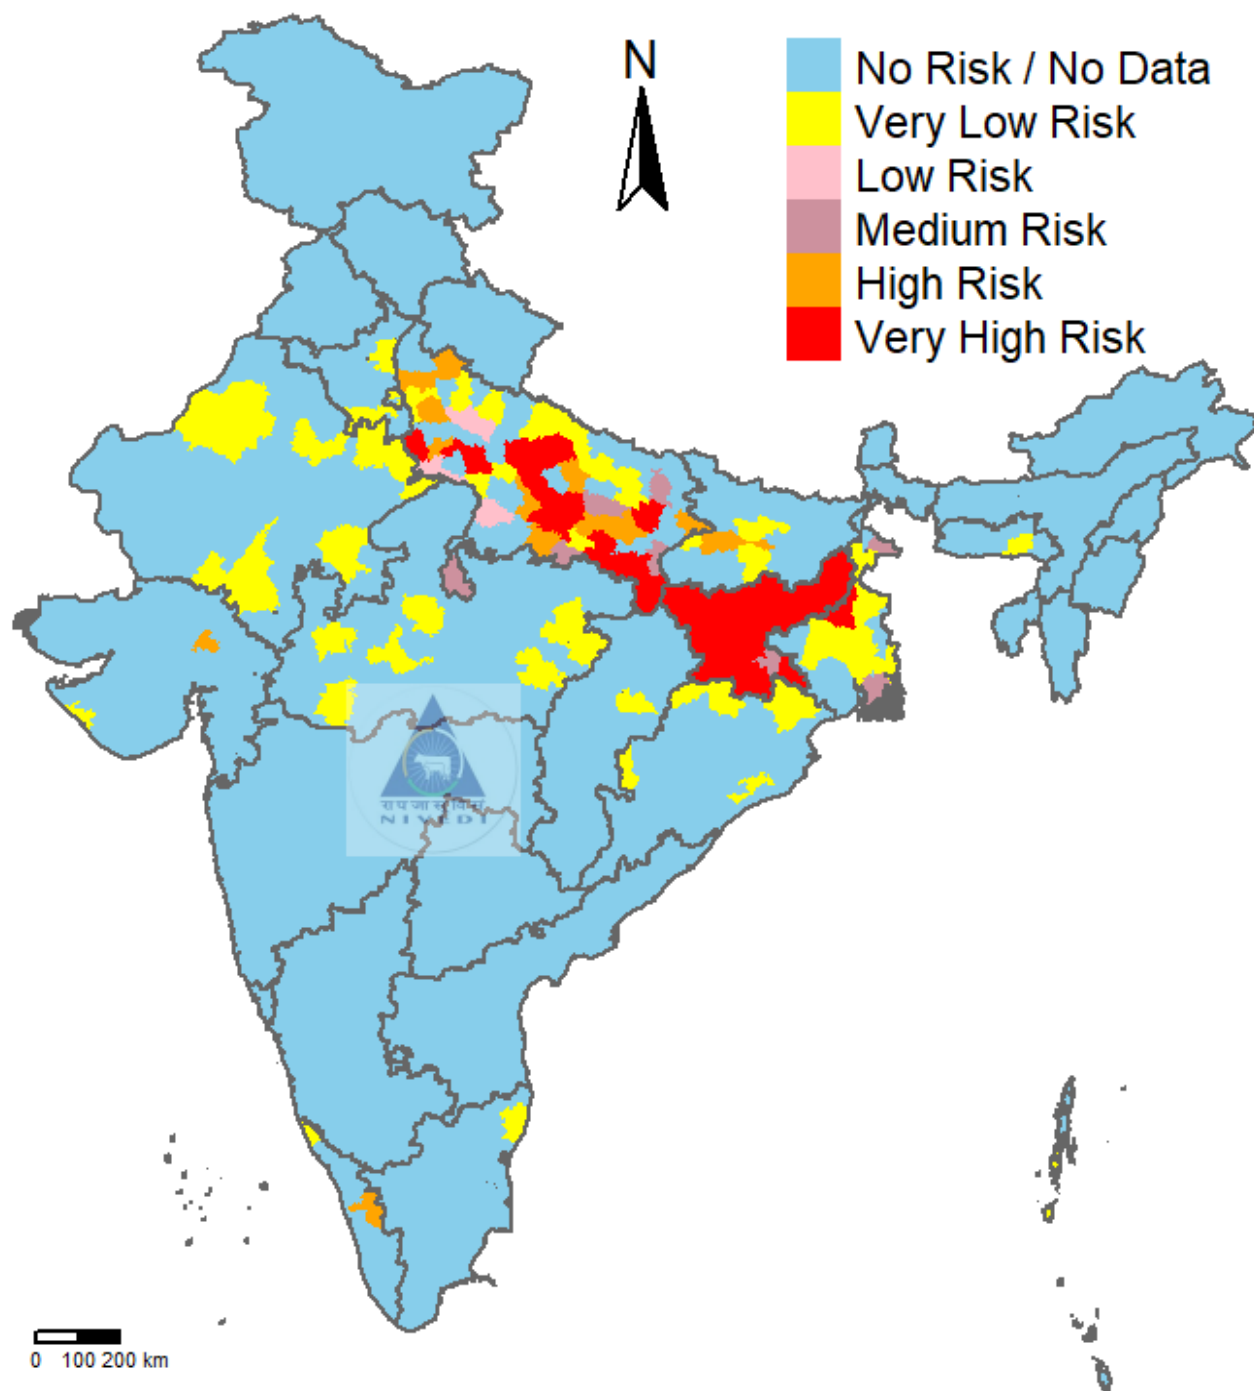 N
No Risk / No Data
Very Low Risk
Low Risk
Medium Risk
High Risk
Very High Risk
NIVEDI
0 100 200 km